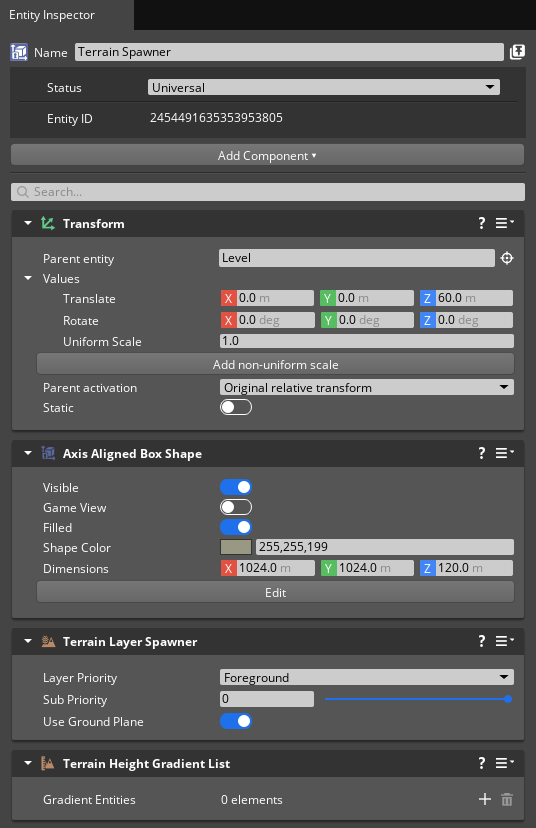 Entity Inspector
Name Terrain Spawner
Status Universal
Entity ID 2454491635353953805
Add Component
Search...
Transform ?
Parent entity Level
Values
Translate X 0.0 m Y 0.0 m Z 60.0 m
Rotate X 0.0 deg Y 0.0 deg Z 0.0 deg
Uniform Scale 1.0
Add non-uniform scale
Parent activation Original relative transform
Static
Axis Aligned Box Shape ?
Visible
Game View
Filled
Shape Color 255,255,199
Dimensions X 1024.0 m Y 1024.0 m Z 120.0 m
Edit
Terrain Layer Spawner ?
Layer Priority Foreground
Sub Priority 0
Use Ground Plane
Terrain Height Gradient List ?
Gradient Entities 0 elements